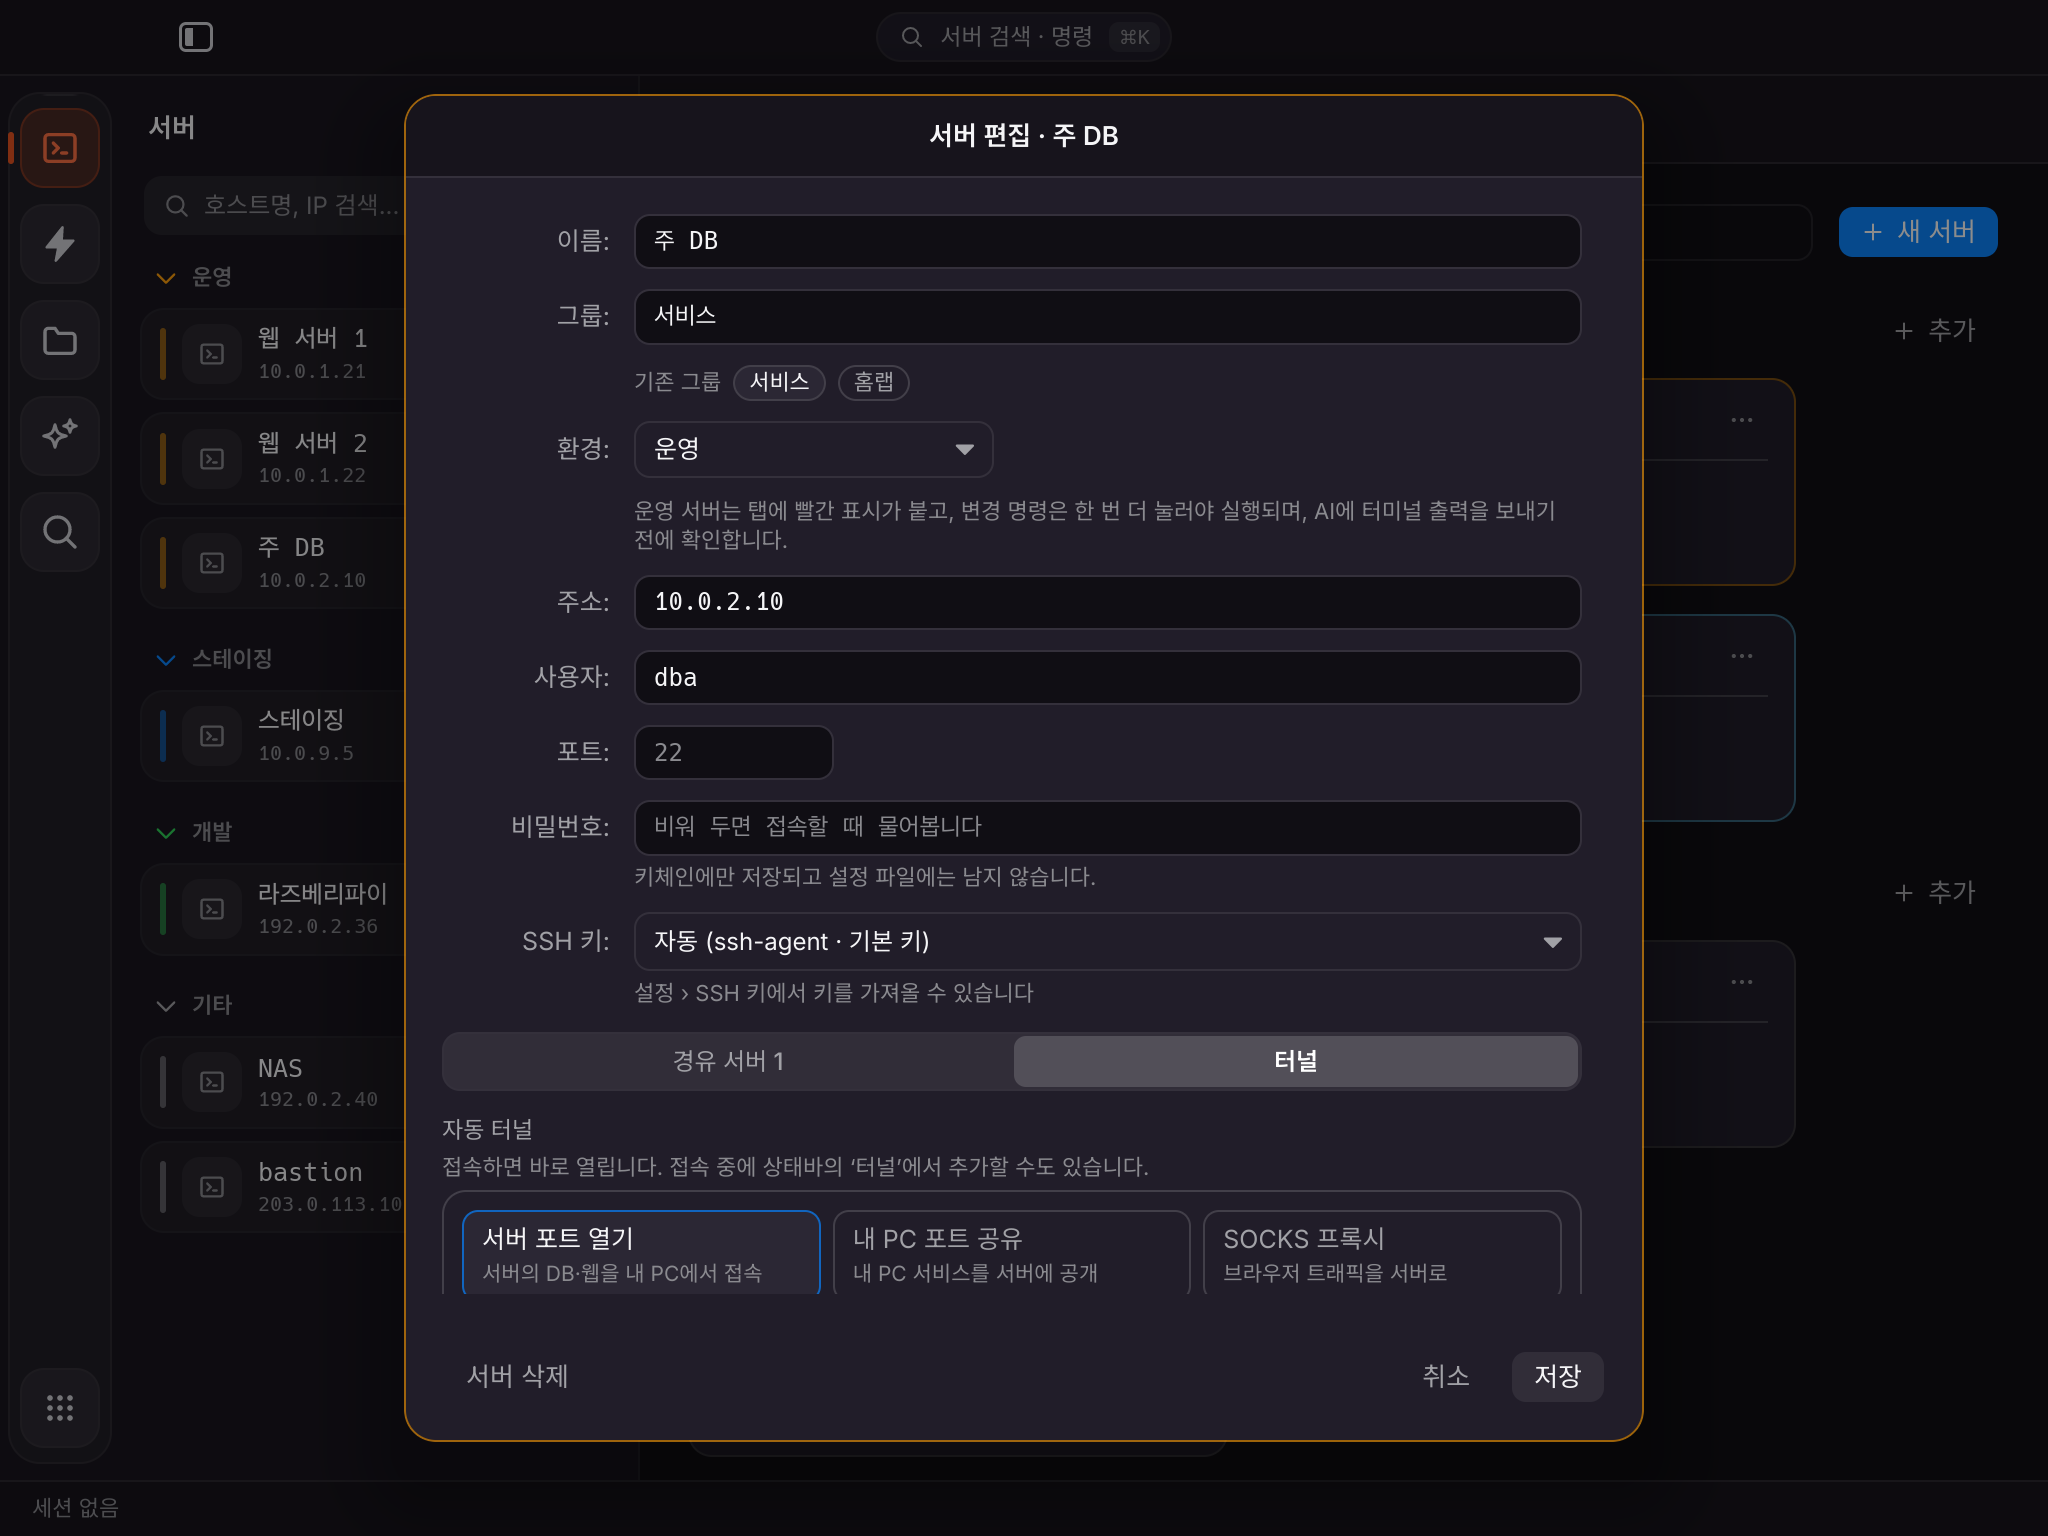 서버 검색 · 명령 ⌘K
서버
호스트명, IP 검색...
운영
웹 서버 1
10.0.1.21
웹 서버 2
10.0.1.22
주 DB
10.0.2.10
스테이징
스테이징
10.0.9.5
개발
라즈베리파이
192.0.2.36
기타
NAS
192.0.2.40
bastion
203.0.113.10
세션 없음
+ 새 서버
+ 추가
+ 추가
서버 편집 · 주 DB
이름: 주 DB
그룹: 서비스
기존 그룹 서비스 홈랩
환경: 운영
운영 서버는 탭에 빨간 표시가 붙고, 변경 명령은 한 번 더 눌러야 실행되며, AI에 터미널 출력을 보내기
전에 확인합니다.
주소: 10.0.2.10
사용자: dba
포트: 22
비밀번호: 비워 두면 접속할 때 물어봅니다
키체인에만 저장되고 설정 파일에는 남지 않습니다.
SSH 키: 자동 (ssh-agent · 기본 키)
설정 › SSH 키에서 키를 가져올 수 있습니다
경유 서버 1 터널
자동 터널
접속하면 바로 열립니다. 접속 중에 상태바의 ‘터널’에서 추가할 수도 있습니다.
서버 포트 열기
서버의 DB·웹을 내 PC에서 접속
내 PC 포트 공유
내 PC 서비스를 서버에 공개
SOCKS 프록시
브라우저 트래픽을 서버로
서버 삭제 취소 저장